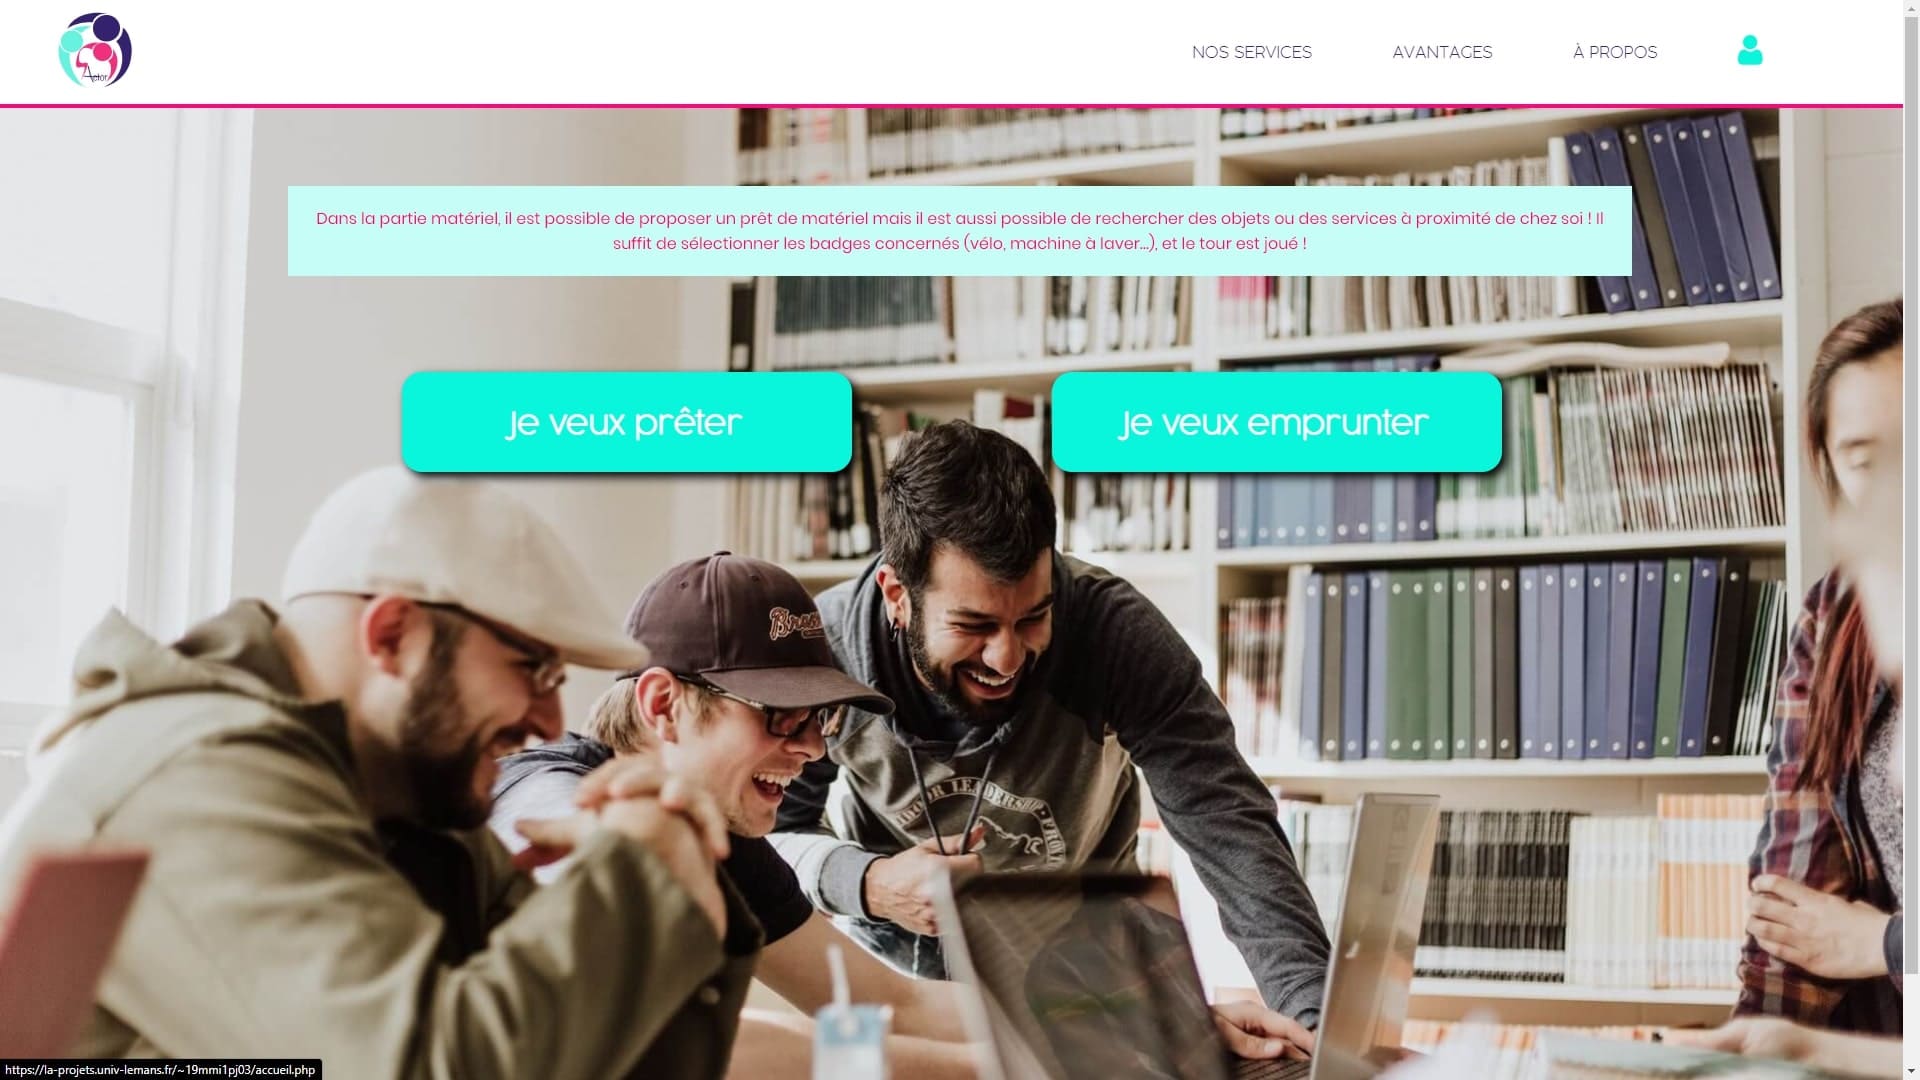 Actor
NOS SERVICES AVANTAGES À PROPOS
Dans la partie matériel, il est possible de proposer un prêt de matériel mais il est aussi possible de rechercher des objets ou des services à proximité de chez soi ! Il
suffit de sélectionner les badges concernés (vélo, machine à laver...), et le tour est joué !
Je veux prêter
Je veux emprunter
https://la-projets.univ-lemans.fr/~19mmi1pj03/accueil.php